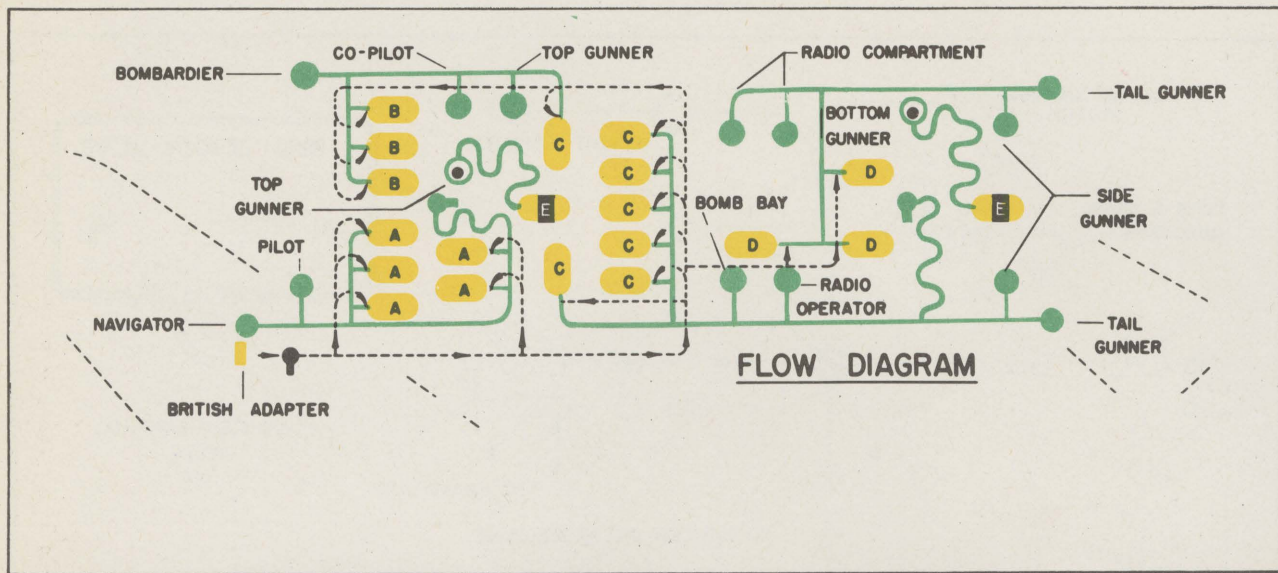 CO-PILOT
TOP GUNNER
RADIO COMPARTMENT
BOMBARDIER
TAIL GUNNER
B
B
B
C
C
C
C
C
C
C
BOTTOM
GUNNER
D
D
D
TOP
GUNNER
E
E
BOMB BAY
SIDE
GUNNER
PILOT
A
A
A
A
A
RADIO
OPERATOR
NAVIGATOR
TAIL
GUNNER
FLOW DIAGRAM
BRITISH ADAPTER